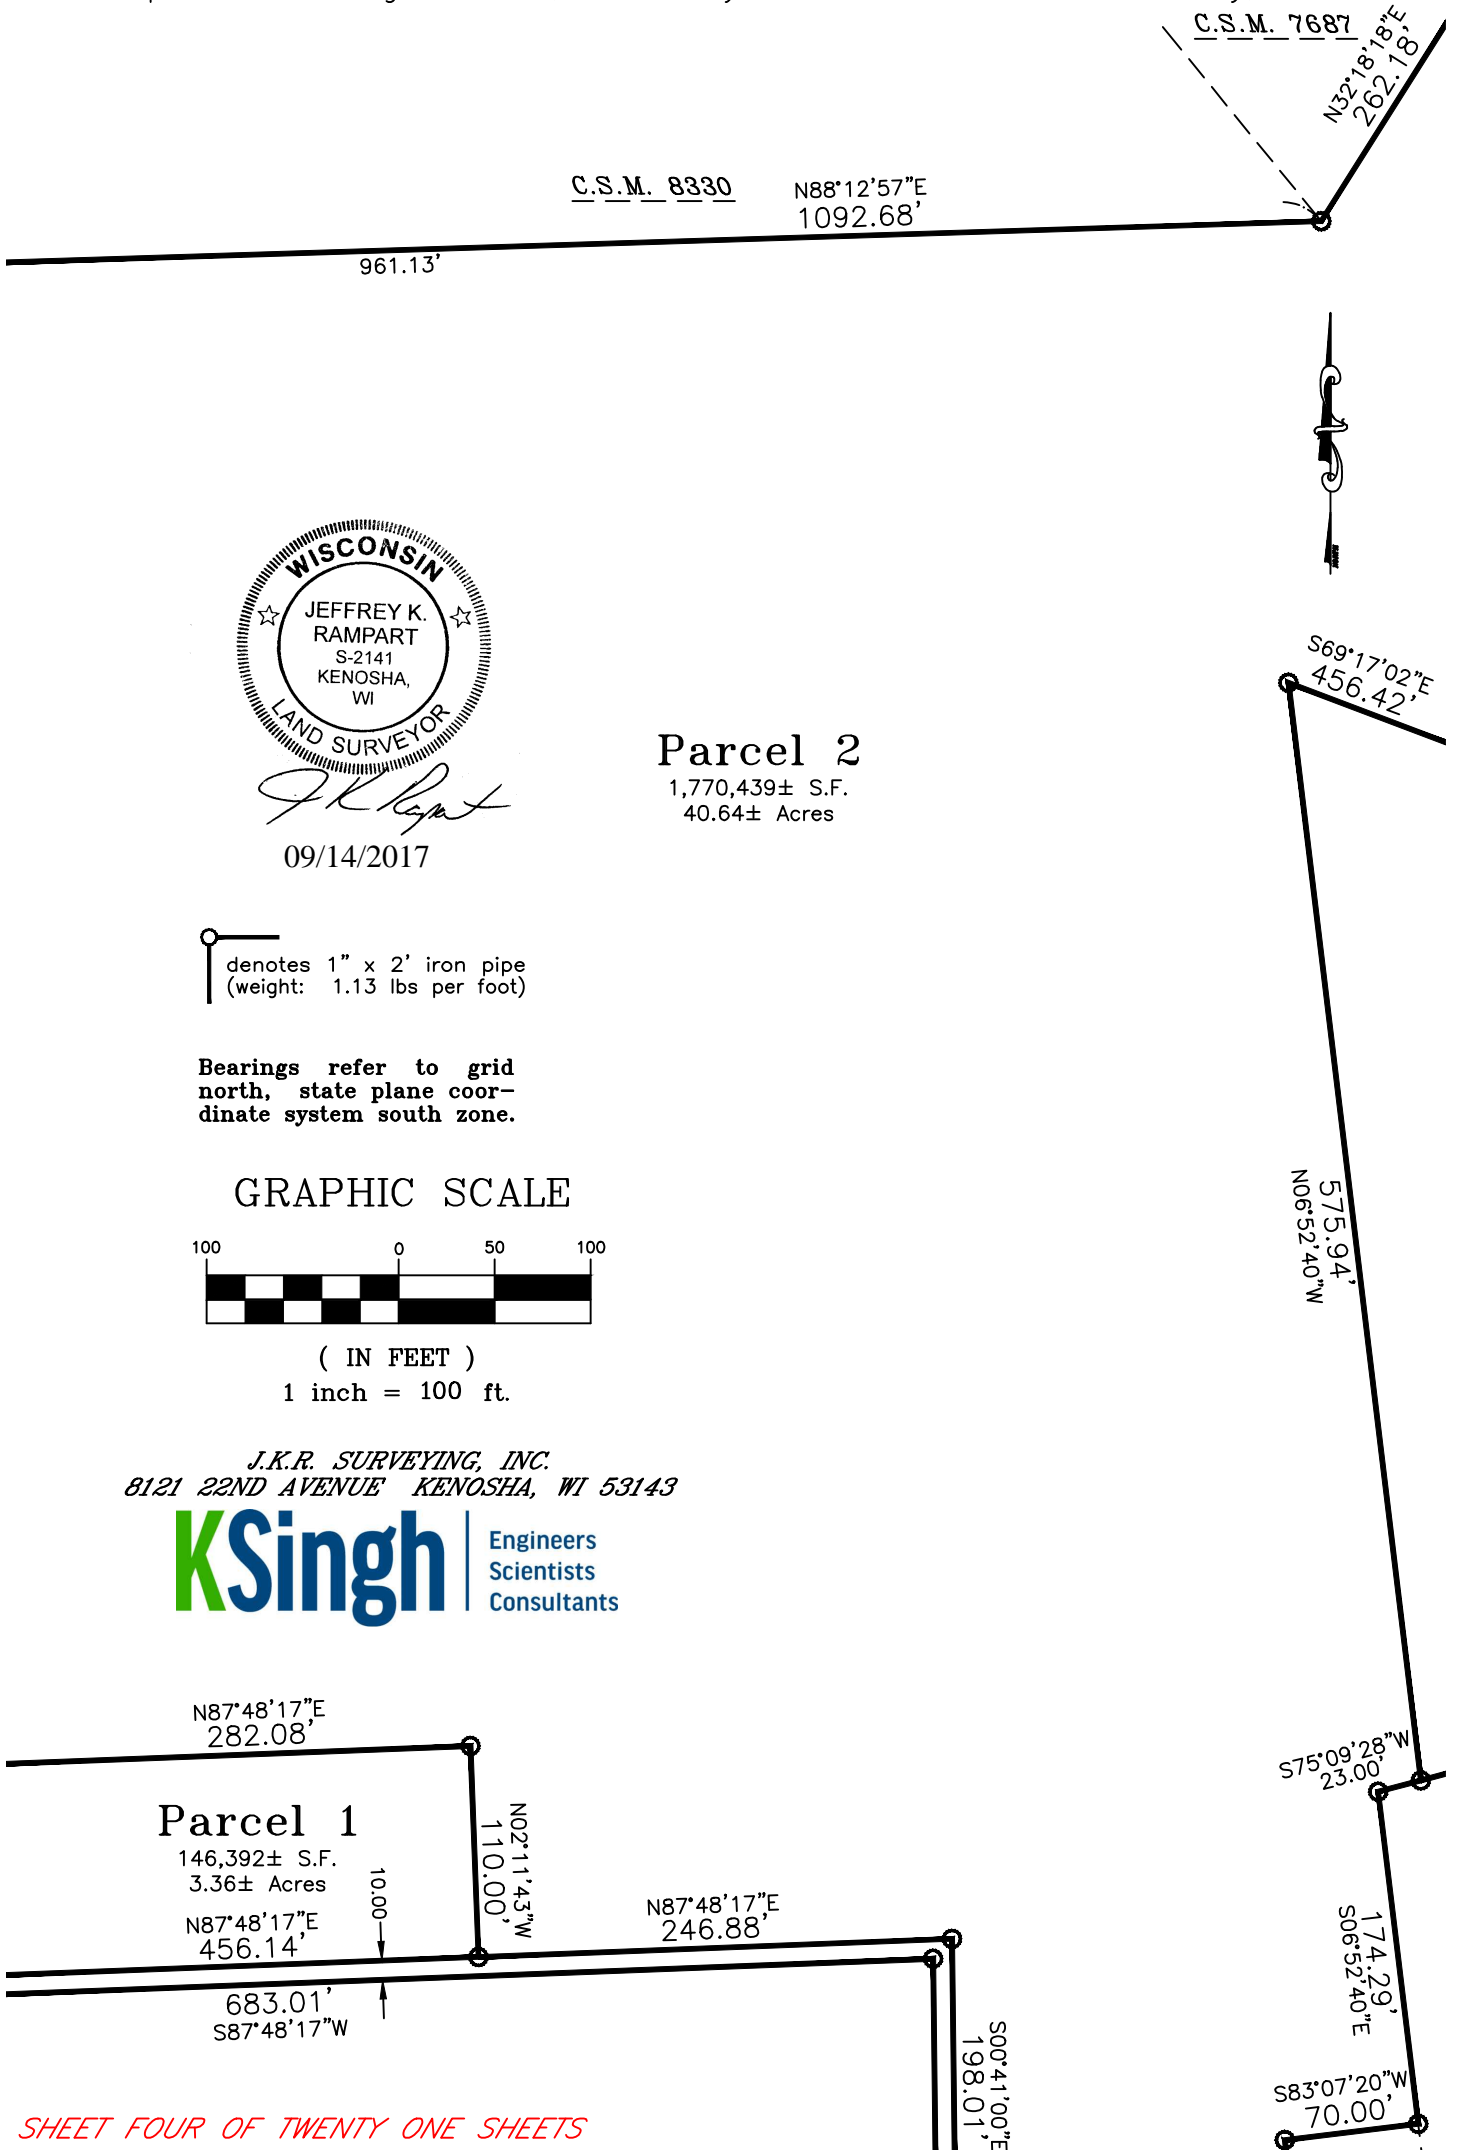 C.S.M. 7687
N32°18'18"E
262.18'
C.S.M. 8330
N88°12'57"E
1092.68'
961.13'
WISCONSIN
JEFFREY K.
RAMPART
S-2141
KENOSHA,
WI
LAND SURVEYOR
09/14/2017
S69°17'02"E
456.42'
Parcel 2
1,770,439± S.F.
40.64± Acres
denotes 1" x 2' iron pipe
(weight: 1.13 lbs per foot)
Bearings refer to grid
north, state plane coor-
dinate system south zone.
575.94'
N06°52'40"W
GRAPHIC SCALE
100 0 50 100
( IN FEET )
1 inch = 100 ft.
J.K.R. SURVEYING, INC.
8121 22ND AVENUE KENOSHA, WI 53143
KSingh
Engineers
Scientists
Consultants
N87°48'17"E
282.08'
S75°09'28"W
23.00'
Parcel 1
146,392± S.F.
3.36± Acres
10.00
N02°11'43"W
110.00'
N87°48'17"E
456.14'
N87°48'17"E
246.88'
683.01'
S87°48'17"W
174.29'
S06°52'40"E
S00°41'00"E
198.01'
S83°07'20"W
70.00'
SHEET FOUR OF TWENTY ONE SHEETS